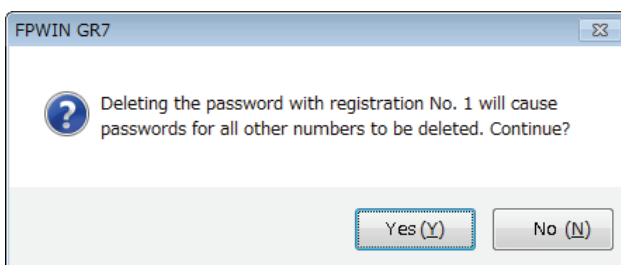 FPWIN GR7
Deleting the password with registration No. 1 will cause
passwords for all other numbers to be deleted. Continue?
Yes (Y)
No (N)